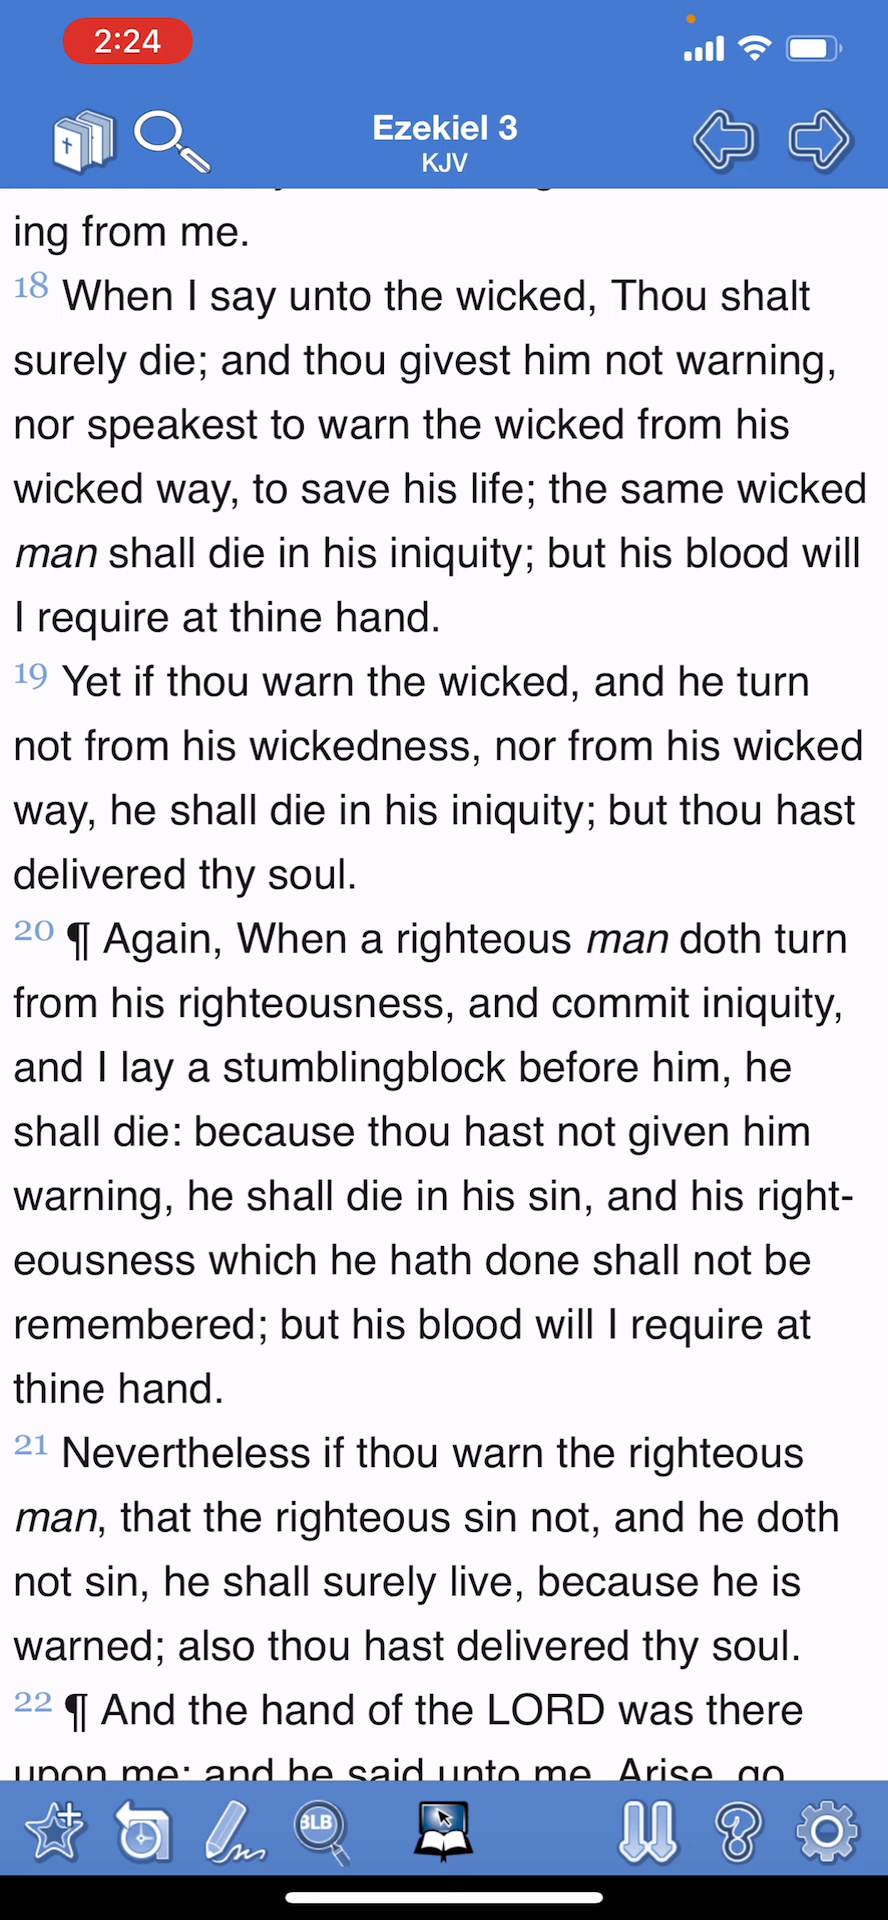 2:24
Ezekiel 3
KJV
ing from me.
18 When I say unto the wicked, Thou shalt
surely die; and thou givest him not warning,
nor speakest to warn the wicked from his
wicked way, to save his life; the same wicked
man shall die in his iniquity; but his blood will
I require at thine hand.
19 Yet if thou warn the wicked, and he turn
not from his wickedness, nor from his wicked
way, he shall die in his iniquity; but thou hast
delivered thy soul.
20 ¶ Again, When a righteous man doth turn
from his righteousness, and commit iniquity,
and I lay a stumblingblock before him, he
shall die: because thou hast not given him
warning, he shall die in his sin, and his right-
eousness which he hath done shall not be
remembered; but his blood will I require at
thine hand.
21 Nevertheless if thou warn the righteous
man, that the righteous sin not, and he doth
not sin, he shall surely live, because he is
warned; also thou hast delivered thy soul.
22 ¶ And the hand of the LORD was there
upon me; and he said unto me, Arise, go
BLB